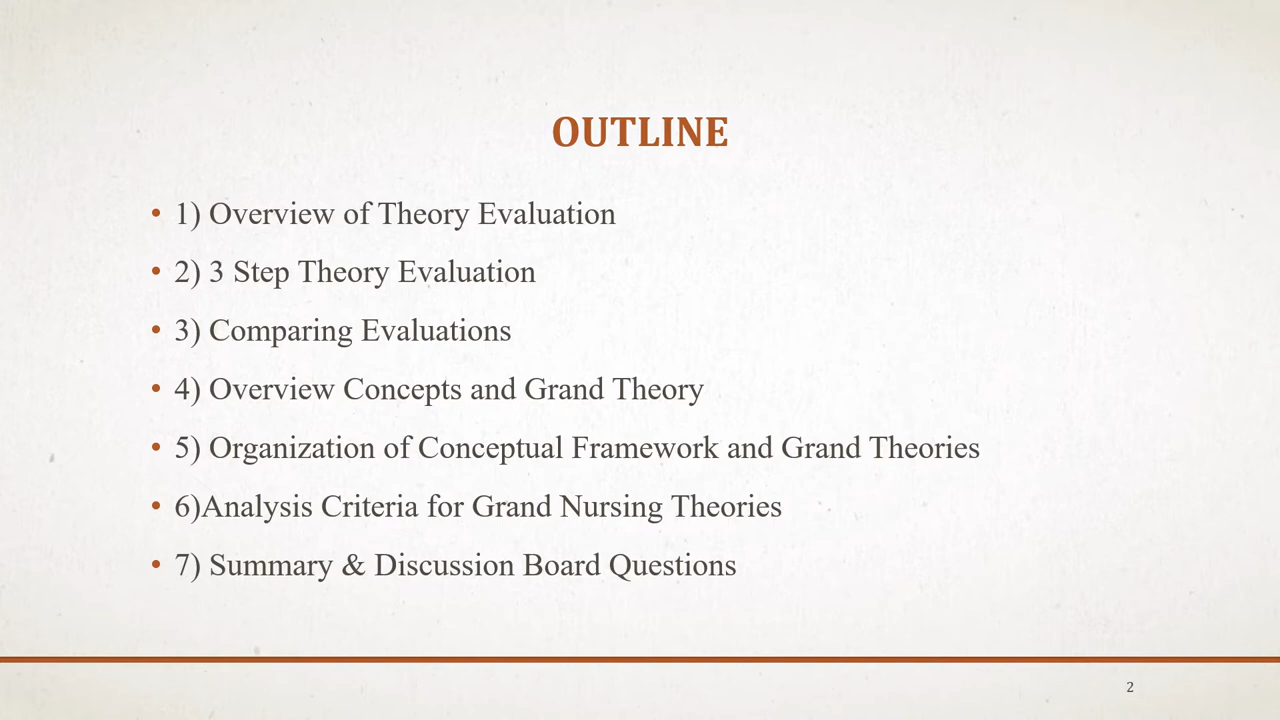 OUTLINE
• 1) Overview of Theory Evaluation
• 2) 3 Step Theory Evaluation
• 3) Comparing Evaluations
• 4) Overview Concepts and Grand Theory
• 5) Organization of Conceptual Framework and Grand Theories
• 6)Analysis Criteria for Grand Nursing Theories
• 7) Summary & Discussion Board Questions
2